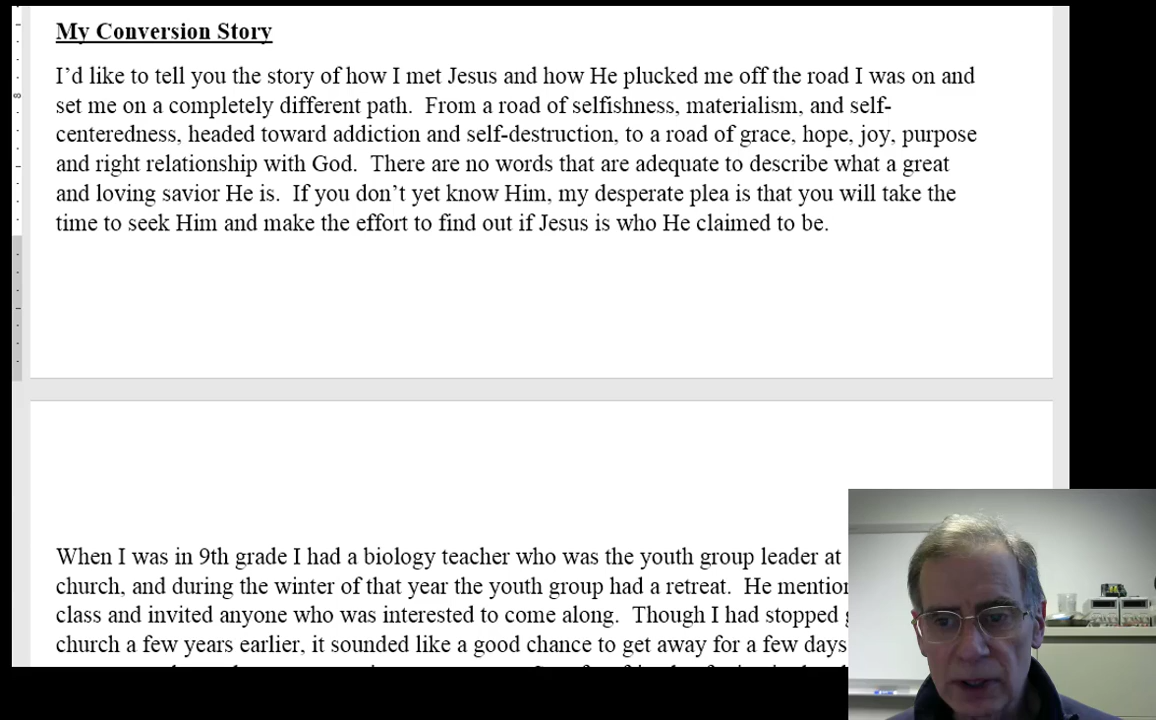 My Conversion Story
I'd like to tell you the story of how I met Jesus and how He plucked me off the road I was on and
set me on a completely different path.  From a road of selfishness, materialism, and self-
centeredness, headed toward addiction and self-destruction, to a road of grace, hope, joy, purpose
and right relationship with God.  There are no words that are adequate to describe what a great
and loving savior He is.  If you don't yet know Him, my desperate plea is that you will take the
time to seek Him and make the effort to find out if Jesus is who He claimed to be.
When I was in 9th grade I had a biology teacher who was the youth group leader at
church, and during the winter of that year the youth group had a retreat.  He mention
class and invited anyone who was interested to come along.  Though I had stopped
church a few years earlier, it sounded like a good chance to get away for a few days